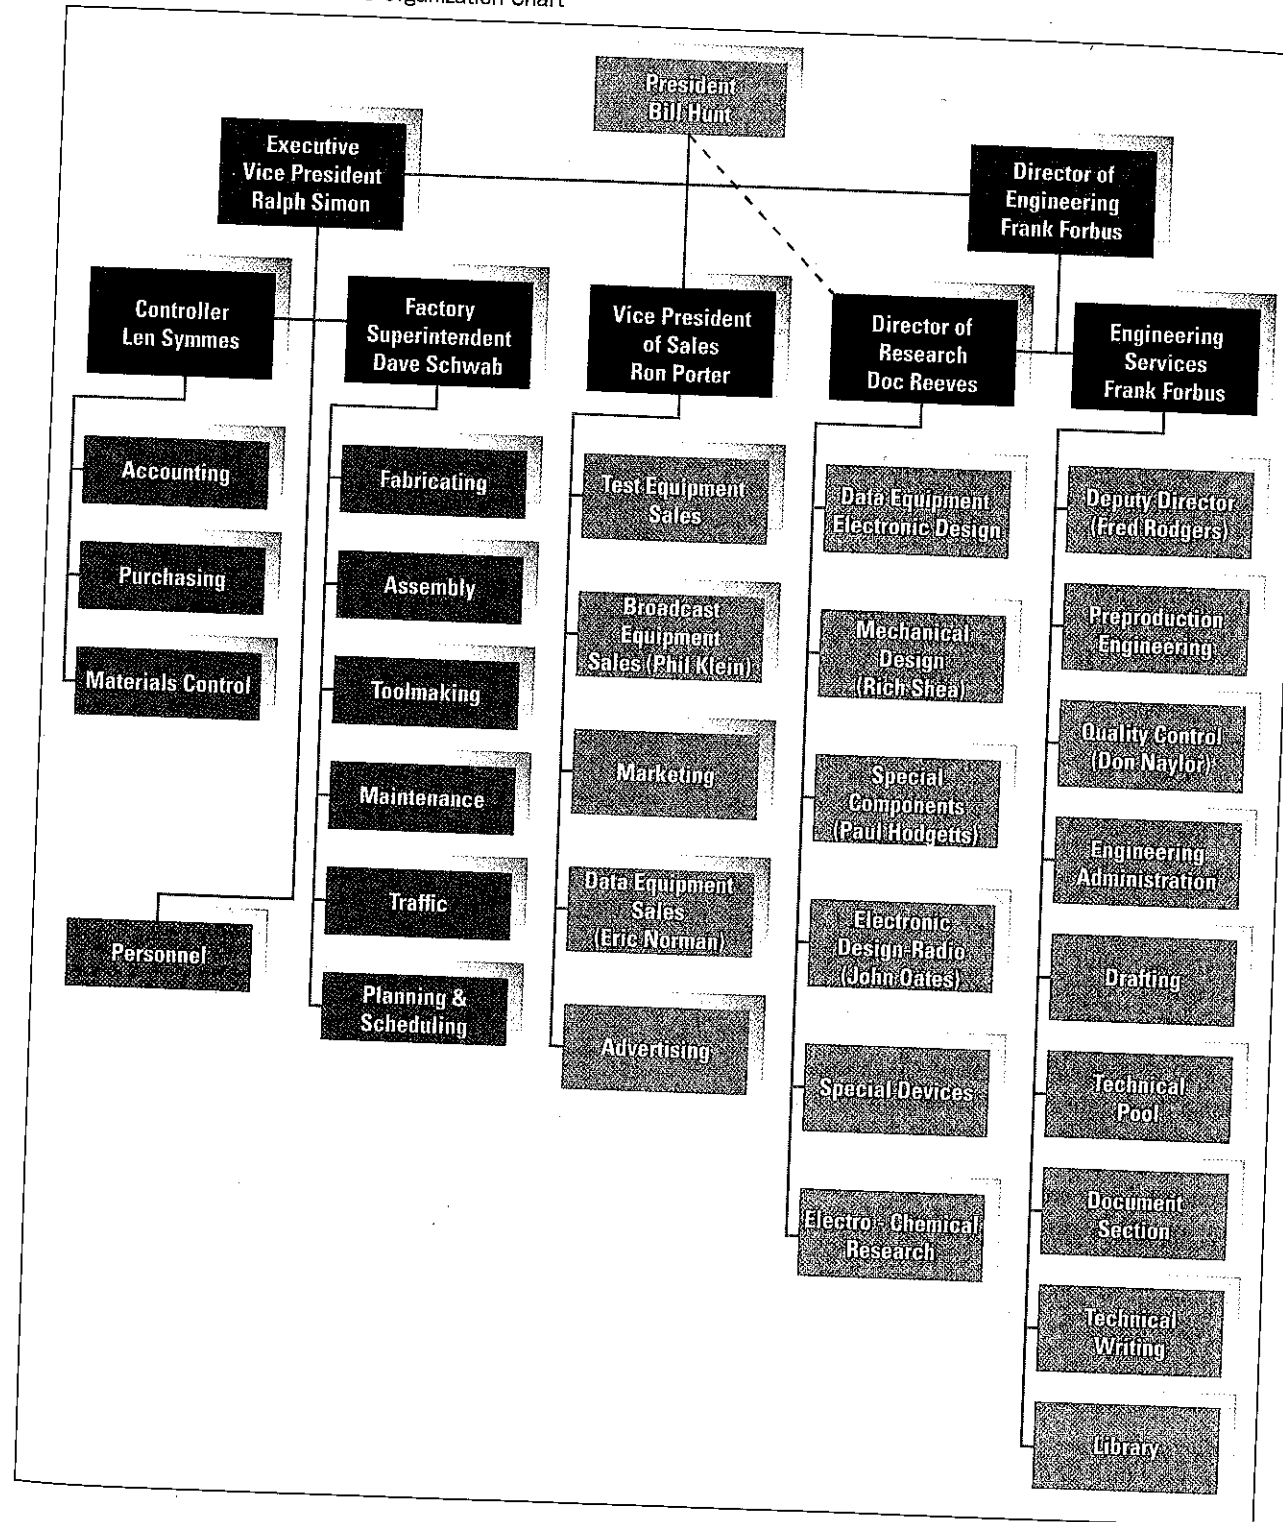 Organization Chart
President
Bill Hunt
Executive
Vice President
Ralph Simon
Director of
Engineering
Frank Forbus
Controller
Len Symmes
Factory
Superintendent
Dave Schwab
Vice President
of Sales
Ron Porter
Director of
Research
Doc Reeves
Engineering
Services
Frank Forbus
Accounting
Purchasing
Materials Control
Personnel
Fabricating
Assembly
Toolmaking
Maintenance
Traffic
Planning &
Scheduling
Test Equipment
Sales
Broadcast
Equipment
Sales (Phil Klein)
Marketing
Data Equipment
Sales
(Eric Norman)
Advertising
Data Equipment
Electronic Design
Mechanical
Design
(Rich Shea)
Special
Components
(Paul Hodgetts)
Electronic
Design-Radio
(John Oates)
Special Devices
Electro - Chemical
Research
Deputy Director
(Fred Rodgers)
Preproduction
Engineering
Quality Control
(Don Naylor)
Engineering
Administration
Drafting
Technical
Pool
Document
Section
Technical
Writing
Library